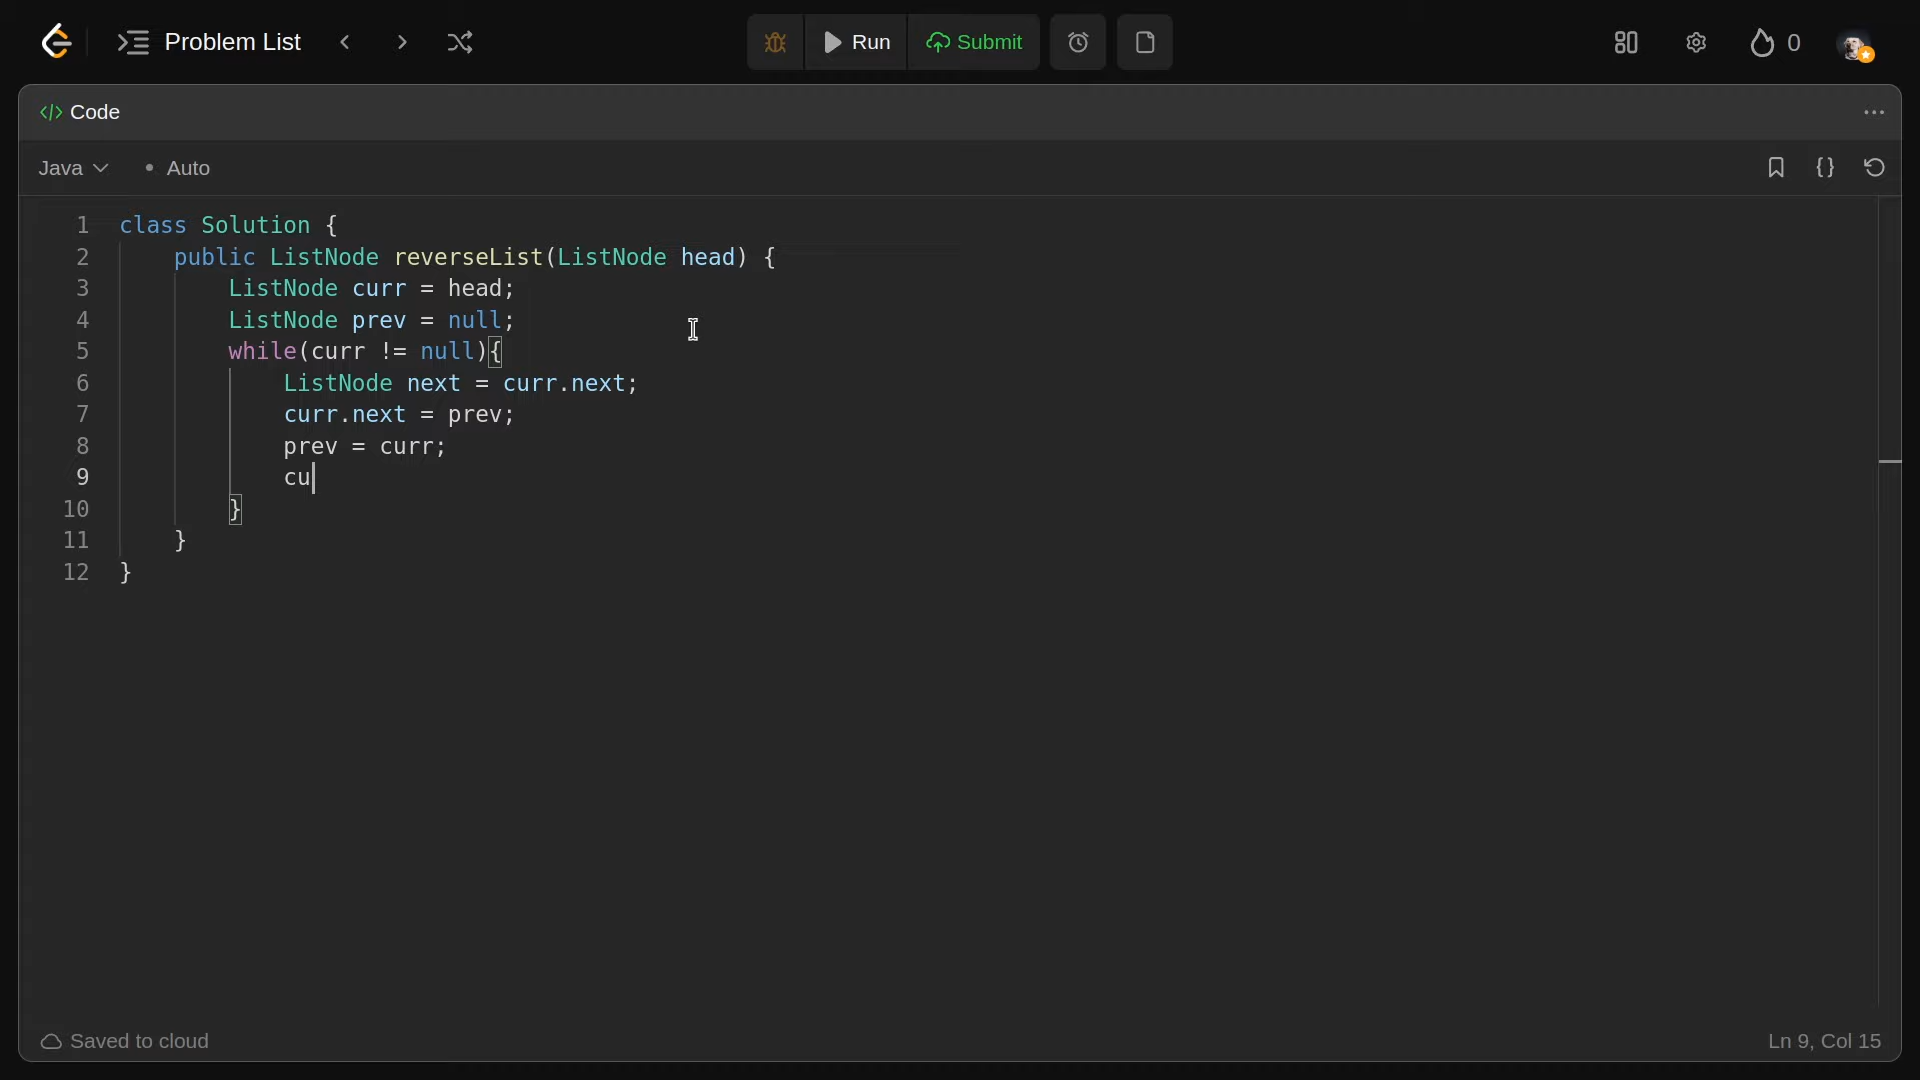 Problem List
Run
Submit
0
Code
Java
Auto
1 class Solution {
2 public ListNode reverseList(ListNode head) {
3 ListNode curr = head;
4 ListNode prev = null;
5 while(curr != null){
6 ListNode next = curr.next;
7 curr.next = prev;
8 prev = curr;
9 cu
10 }
11 }
12 }
Saved to cloud
Ln 9, Col 15